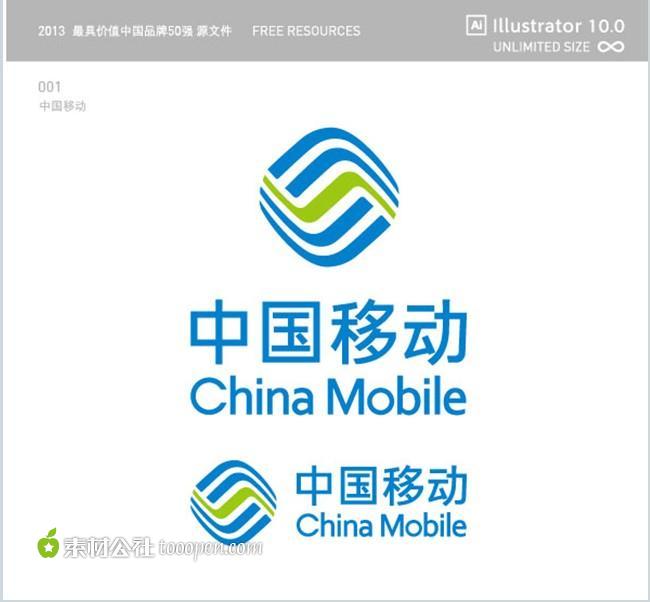 2013 最具价值中国品牌50强 源文件 FREE RESOURCES
Ai Illustrator 10.0
UNLIMITED SIZE
001
中国移动
中国移动
China Mobile
中国移动
China Mobile
素材公社 tooopen.com